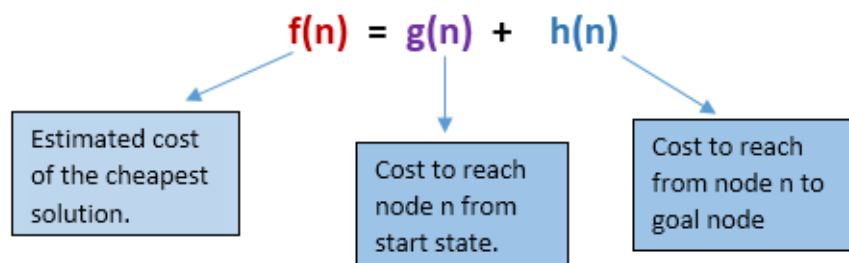 f(n) = g(n) + h(n)
Estimated cost
of the cheapest
solution.
Cost to reach
node n from
start state.
Cost to reach
from node n to
goal node